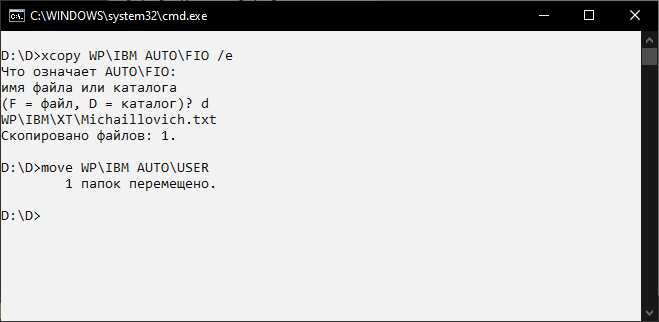 C:\WINDOWS\system32\cmd.exe
D:\D>xcopy WP\IBM AUTO\FIO /e
Что означает AUTO\FIO:
имя файла или каталога
(F = файл, D = каталог)? d
WP\IBM\XT\Michaillovich.txt
Скопировано файлов: 1.
D:\D>move WP\IBM AUTO\USER
1 папок перемещено.
D:\D>